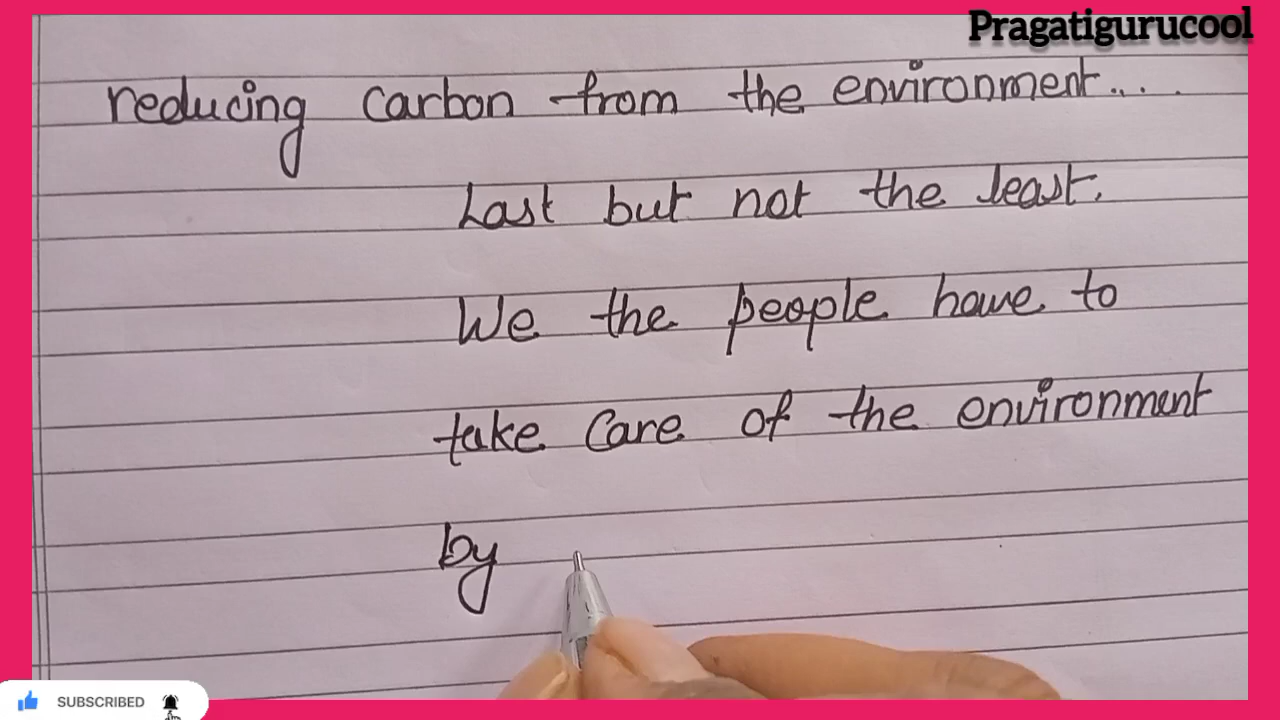 Pragatigurucool
reducing carbon from the environment....
Last but not the least.
We the people have to
take care of the environment
by
SUBSCRIBED